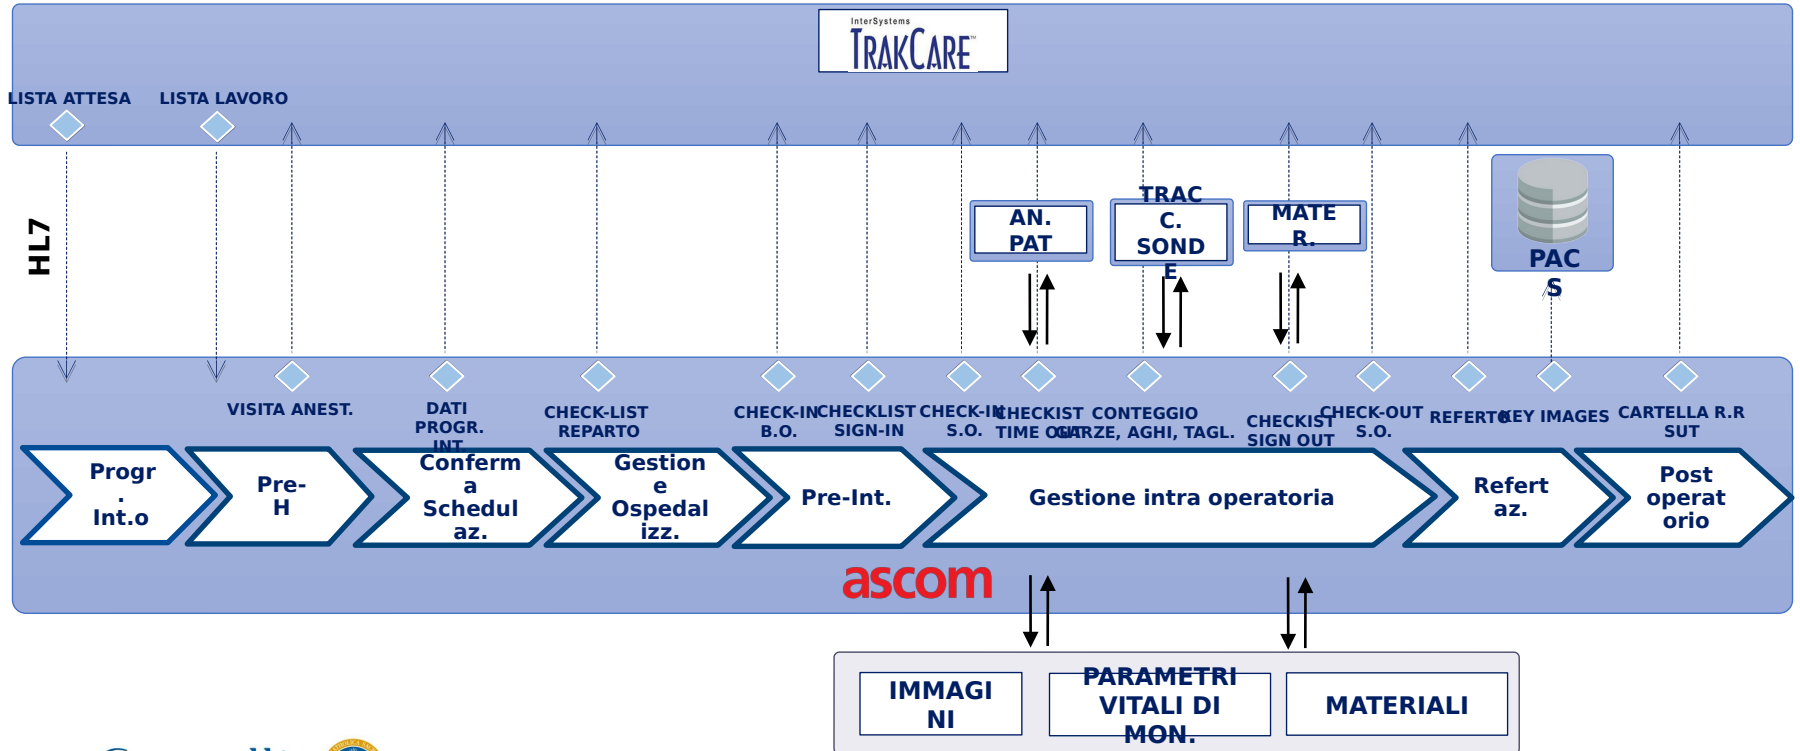 InterSystems
TRAKCARE™
LISTA ATTESA
LISTA LAVORO
HL7
AN.
PAT
TRAC
C.
SOND
E
MATE
R.
PAC
S
VISITA ANEST.
DATI
PROGR.
INT.
CHECK-LIST
REPARTO
CHECK-IN
B.O.
CHECKLIST
SIGN-IN
CHECK-IN
S.O.
CHECKIST
TIME OUT
CONTEGGIO
GARZE, AGHI, TAGL.
CHECKIST
SIGN OUT
CHECK-OUT
S.O.
REFERTO
KEY IMAGES
CARTELLA R.R
SUT
Progr
.
Int.o
Pre-
H
Conferm
a
Schedul
az.
Gestion
e
Ospedal
izz.
Pre-Int.
Gestione intra operatoria
Refert
az.
Post
operat
orio
ascom
IMMAGI
NI
PARAMETRI
VITALI DI
MON.
MATERIALI